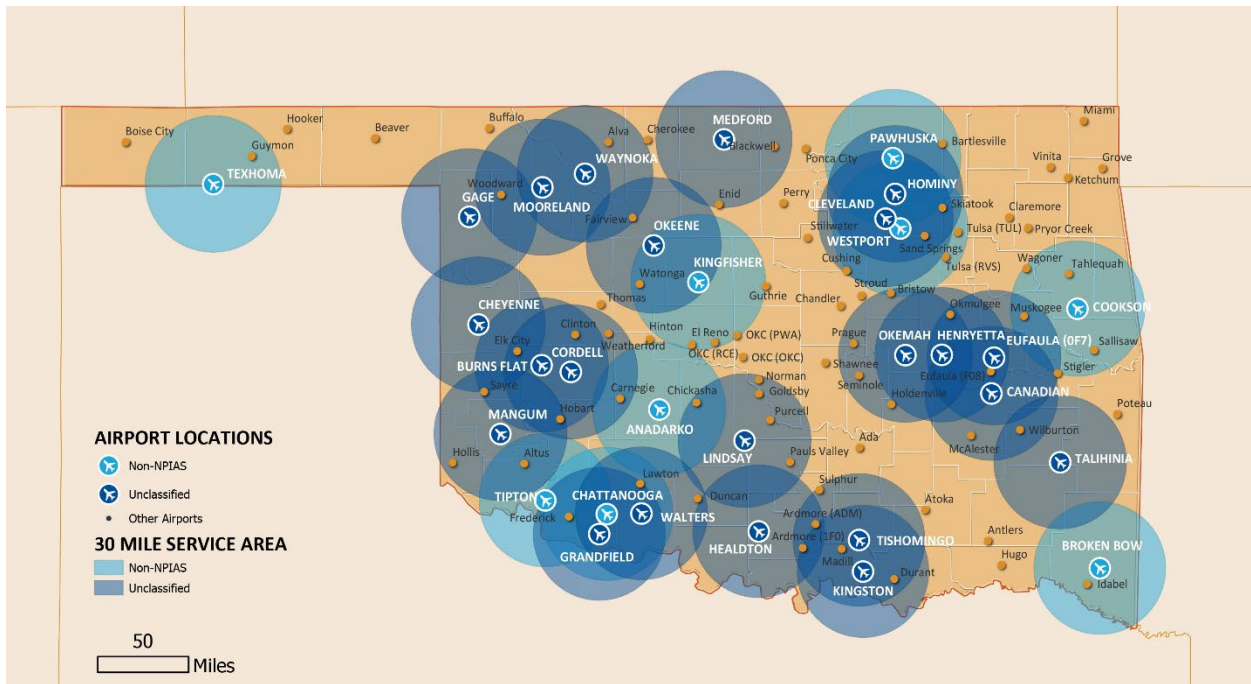 Miami
Hooker
Buffalo
MEDFORD
Boise City
Beaver
Alva
Cherokee
PAWHUSKA
Bartlesville
Guymon
Blackwell
Ponca City
Vinita
Grove
TEXHOMA
WAYNOKA
Ketchum
Woodward
MOORELAND
HOMINY
GAGE
Enid
Perry
CLEVELAND
Skiatook
Claremore
Fairview
OKEENE
Stillwater
WESTPORT
Tulsa (TUL)
Pryor Creek
Sand Springs
KINGFISHER
Cushing
Tulsa (RVS)
Wagoner
Tahlequah
Watonga
Guthrie
Stroud
Bristow
CHEYENNE
Thomas
Chandler
Okmulgee
Muskogee
COOKSON
Clinton
Hinton
El Reno
OKC (PWA)
Prague
OKEMAH
HENRYETTA
EUFAULA (0F7)
Elk City
Weatherford
OKC (RCE)
OKC (OKC)
Sallisaw
BURNS FLAT
CORDELL
Shawnee
Eufaula (F08)
Stigler
Norman
Seminole
Sayre
Carnegie
Chickasha
Goldsby
Holdenville
CANADIAN
MANGUM
Hobart
ANADARKO
Purcell
Poteau
Wilburton
AIRPORT LOCATIONS
LINDSAY
Ada
McAlester
Non-NPIAS
Hollis
Altus
Pauls Valley
TALIHINIA
Unclassified
Lawton
Sulphur
TIPTON
CHATTANOOGA
Duncan
Atoka
Other Airports
Frederick
WALTERS
Ardmore (ADM)
30 MILE SERVICE AREA
GRANDFIELD
HEALDTON
Ardmore (1F0)
TISHOMINGO
Antlers
BROKEN BOW
Non-NPIAS
Madill
Hugo
Unclassified
Durant
Idabel
KINGSTON
50
Miles